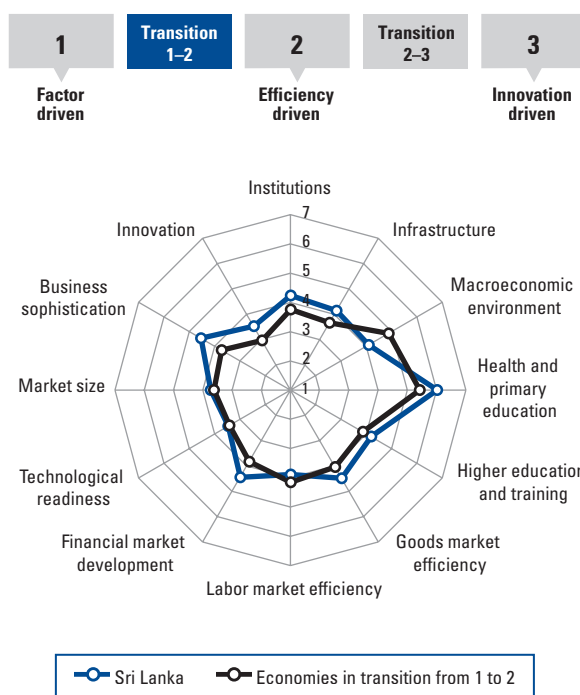 1
Transition
1–2
2
Transition
2–3
3
Factor
driven
Efficiency
driven
Innovation
driven
Institutions
7
Innovation
Infrastructure
6
5
Business
sophistication
Macroeconomic
environment
4
3
2
Market size
1
Health and
primary
education
Technological
readiness
Higher education
and training
Financial market
development
Goods market
efficiency
Labor market efficiency
Sri Lanka
Economies in transition from 1 to 2